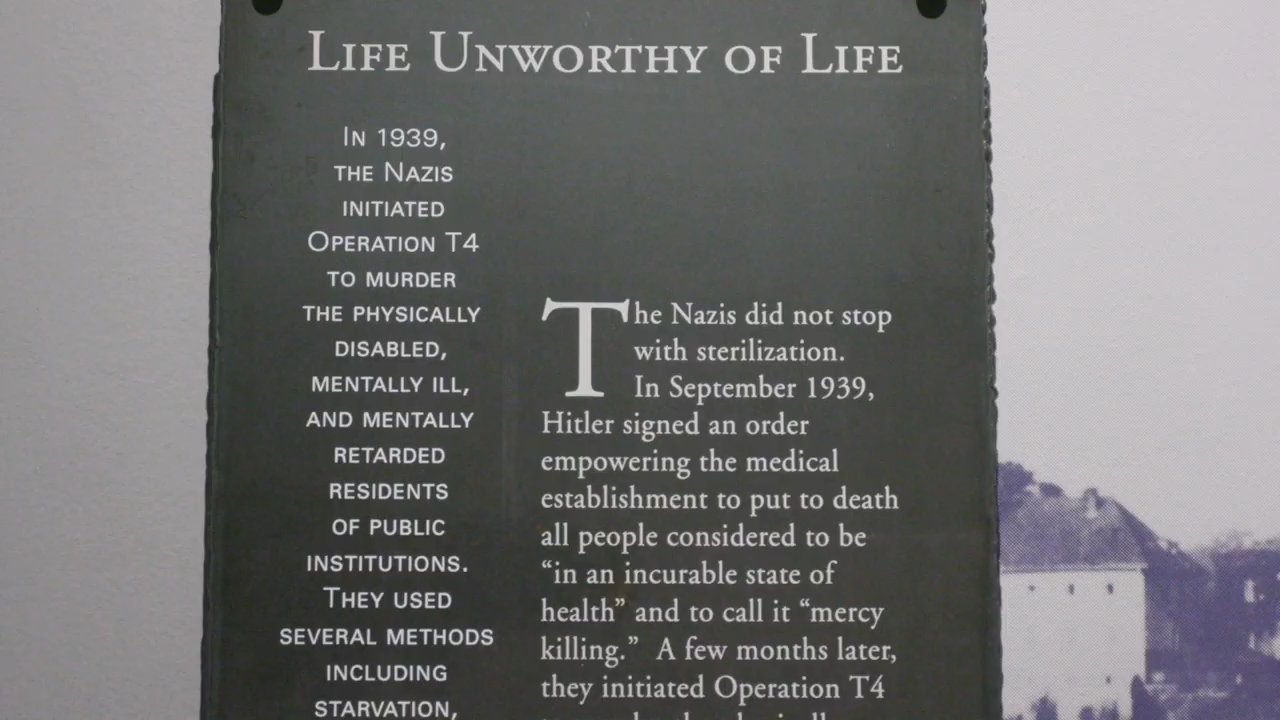 LIFE UNWORTHY OF LIFE
IN 1939,
THE NAZIS
INITIATED
OPERATION T4
TO MURDER
THE PHYSICALLY
DISABLED,
MENTALLY ILL,
AND MENTALLY
RETARDED
RESIDENTS
OF PUBLIC
INSTITUTIONS.
THEY USED
SEVERAL METHODS
INCLUDING
STARVATION,
The Nazis did not stop
with sterilization.
In September 1939,
Hitler signed an order
empowering the medical
establishment to put to death
all people considered to be
“in an incurable state of
health” and to call it “mercy
killing.”  A few months later,
they initiated Operation T4